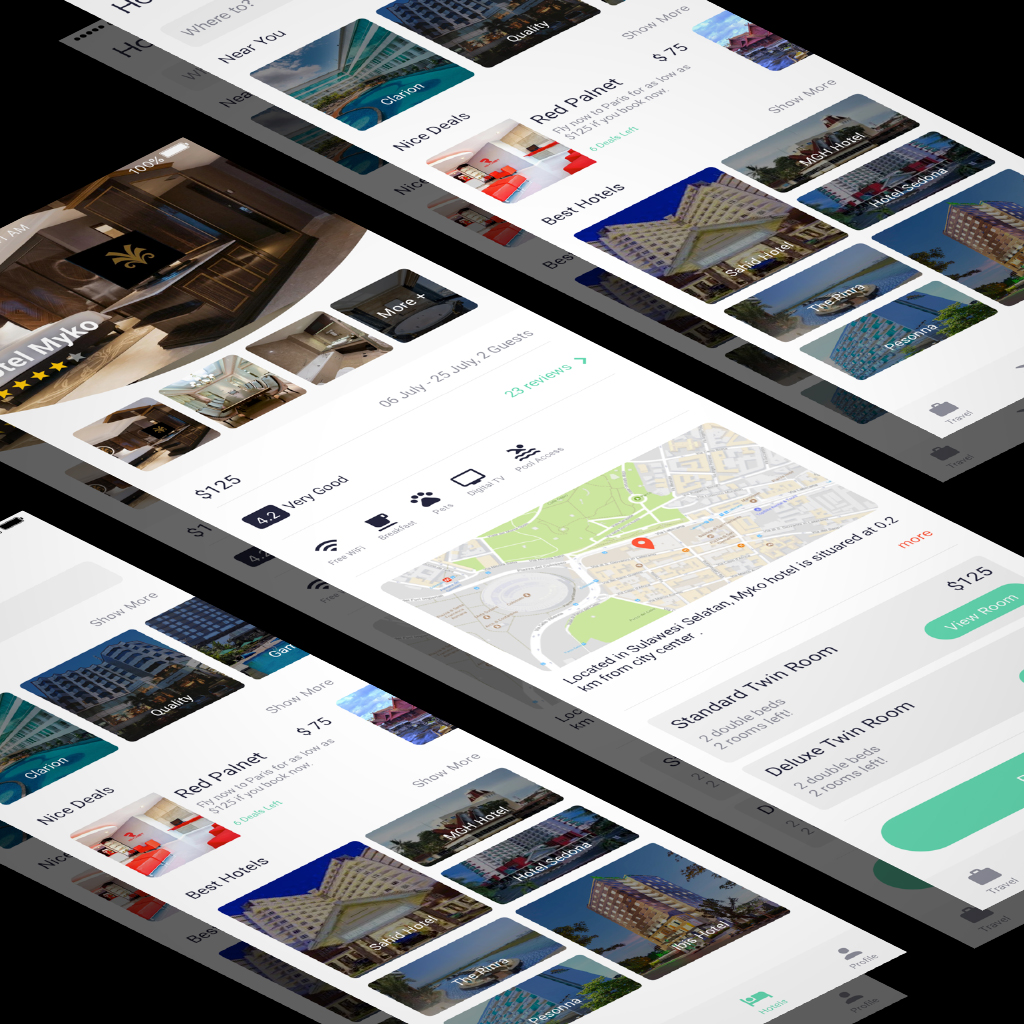 Where to?
Near You
Show More
Clarion
Quality
Nice Deals
Red Palnet
$ 75
Fly now to Paris for as low as
$125 if you book now.
6 Deals Left
Show More
Best Hotels
Sahid Hotel
MGH Hotel
Hotel Sedona
The Rinra
Pesonna
Travel
Travel
100%
AM
Hotel Myko
More +
06 July - 25 July, 2 Guests
$125
4.2 Very Good
23 reviews
Free WiFi
Breakfast
Pets
Digital TV
Pool Access
Located in Sulawesi Selatan, Myko hotel is situared at 0.2
km from city center .
more
Standard Twin Room
2 double beds
2 rooms left!
$125
View Room
Deluxe Twin Room
2 double beds
2 rooms left!
Travel
Travel
Show More
Clarion
Quality
Nice Deals
Show More
Red Palnet
$ 75
Fly now to Paris for as low as
$125 if you book now.
6 Deals Left
Best Hotels
Show More
Sahid Hotel
MGH Hotel
Hotel Sedona
The Rinra
Ibis Hotel
Pesonna
Hotels
Profile
Profile